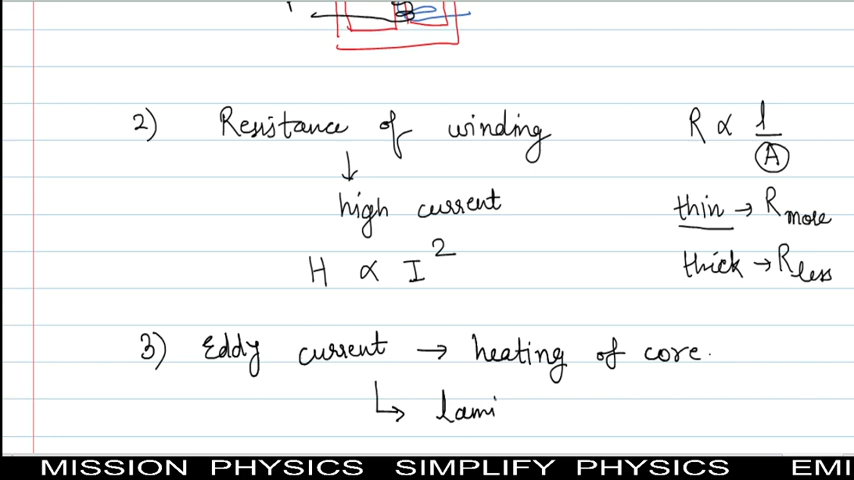 2) Resistance of winding R ∝ l/A
high current thin → R more
H ∝ I² thick → R less
3) Eddy current → heating of core.
lami
MISSION PHYSICS SIMPLIFY PHYSICS EMI